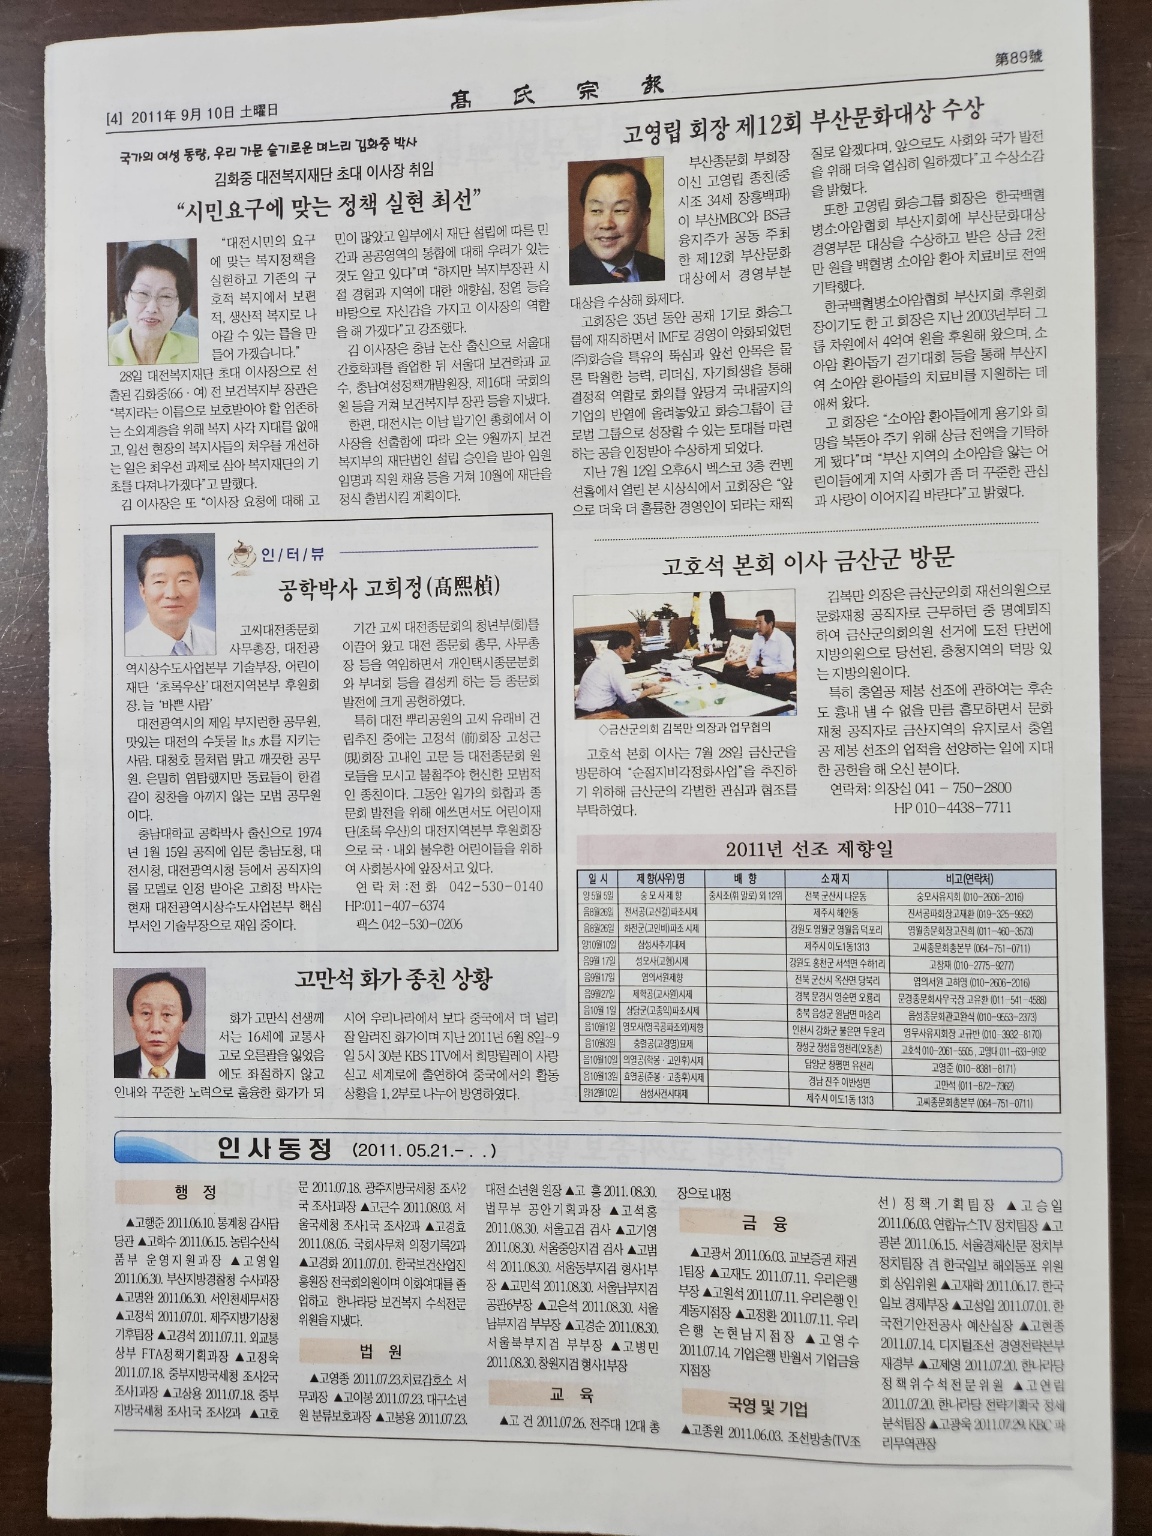 [4] 2011年 9月 10日 土曜日
高氏宗報
第89號
국가의 여성 동량, 우리 가문 슬기로운 며느리 김화중 박사
김화중 대전복지재단 초대 이사장 취임
“시민요구에 맞는 정책 실현 최선”
“대전시민의 요구
에 맞는 복지정책을
실현하고 기존의 구
호적 복지에서 보편
적, 생산적 복지로 나
아갈 수 있는 틀을 만
들어 가겠습니다.”
28일 대전복지재단 초대 이사장으로 선
출된 김화중(66·여) 전 보건복지부 장관은
“복지라는 이름으로 보호받아야 할 의존하
는 소외계층을 위해 복지 사각 지대를 없애
고, 일선 현장의 복지사들의 처우를 개선하
는 일은 최우선 과제로 삼아 복지재단의 기
초를 다져나가겠다”고 말했다.
김 이사장은 또 “이사장 요청에 대해 고
민이 많았고 일부에서 재단 설립에 따른 민
간과 공공영역의 통합에 대해 우려가 있는
것도 알고 있다”며 “하지만 복지부장관 시
절 경험과 지역에 대한 애향심, 정열 등을
바탕으로 자신감을 가지고 이사장의 역할
을 해 가겠다”고 강조했다.
김 이사장은 충남 논산 출신으로 서울대
간호학과를 졸업한 뒤 서울대 보건학과 교
수, 충남여성정책개발원장, 제16대 국회의
원 등을 거쳐 보건복지부 장관 등을 지냈다.
한편, 대전시는 이날 발기인 총회에서 이
사장을 선출함에 따라 오는 9월까지 보건
복지부의 재단법인 설립 승인을 받아 임원
임명과 직원 채용 등을 거쳐 10월에 재단을
정식 출범시킬 계획이다.
고영립 회장 제12회 부산문화대상 수상
부산종문회 부회장
이신 고영립 종친(중
시조 34세 장흥백파)
이 부산MBC와 BS금
융지주가 공동 주최
한 제12회 부산문화
대상에서 경영부분
대상을 수상해 화제다.
고회장은 35년 동안 공채 1기로 화승그
룹에 재직하면서 IMF로 경영이 악화되었던
(주)화승을 특유의 뚝심과 앞선 안목은 물
론 탁월한 능력, 리더십, 자기희생을 통해
결정적 역할로 화의를 앞당겨 국내굴지의
기업의 반열에 올려놓았고 화승그룹이 글
로벌 그룹으로 성장할 수 있는 토대를 마련
하는 공을 인정받아 수상하게 되었다.
지난 7월 12일 오후6시 벡스코 3층 컨벤
션홀에서 열린 본 시상식에서 고회장은 “앞
으로 더욱 더 훌륭한 경영인이 되라는 채찍
질로 알겠다며, 앞으로도 사회와 국가 발전
을 위해 더욱 열심히 일하겠다”고 수상소감
을 밝혔다.
또한 고영립 화승그룹 회장은 한국백혈
병소아암협회 부산지회에 부산문화대상
경영부문 대상을 수상하고 받은 상금 2천
만 원을 백혈병 소아암 환아 치료비로 전액
기탁했다.
한국백혈병소아암협회 부산지회 후원회
장이기도 한 고 회장은 지난 2003년부터 그
룹 차원에서 4억여 원을 후원해 왔으며, 소
아암 환아돕기 걷기대회 등을 통해 부산지
역 소아암 환아들의 치료비를 지원하는 데
애써 왔다.
고 회장은 “소아암 환아들에게 용기와 희
망을 북돋아 주기 위해 상금 전액을 기탁하
게 됐다”며 “부산 지역의 소아암을 앓는 어
린이들에게 지역 사회가 좀 더 꾸준한 관심
과 사랑이 이어지길 바란다”고 밝혔다.
인/터/뷰
공학박사 고희정(高熙楨)
고씨대전종문회
사무총장, 대전광
역시상수도사업본부 기술부장, 어린이
재단 ‘초록우산’ 대전지역본부 후원회
장. 늘 ‘바쁜 사람’
대전광역시의 제일 부지런한 공무원,
맛있는 대전의 수돗물 It,s 水를 지키는
사람. 대청호 물처럼 맑고 깨끗한 공무
원. 은밀히 염탐했지만 동료들이 한결
같이 칭찬을 아끼지 않는 모범 공무원
이다.
충남대학교 공학박사 출신으로 1974
년 1월 15일 공직에 입문 충남도청, 대
전시청, 대전광역시청 등에서 공직자의
롤 모델로 인정 받아온 고희정 박사는
현재 대전광역시상수도사업본부 핵심
부서인 기술부장으로 재임 중이다.
기간 고씨 대전종문회의 청년부(회)를
이끌어 왔고 대전 종문회 총무, 사무총
장 등을 역임하면서 개인택시종문분회
와 부녀회 등을 결성케 하는 등 종문회
발전에 크게 공헌하였다.
특히 대전 뿌리공원의 고씨 유래비 건
립추진 중에는 고정석 (前)회장 고성근
(現)회장 고내인 고문 등 대전종문회 원
로들을 모시고 불철주야 헌신한 모범적
인 종친이다. 그동안 일가의 화합과 종
문회 발전을 위해 애쓰면서도 어린이재
단(초록 우산)의 대전지역본부 후원회장
으로 국·내외 불우한 어린이들을 위하
여 사회봉사에 앞장서고 있다.
연 락 처 :전 화 042-530-0140
HP:011-407-6374
팩스 042-530-0206
고호석 본회 이사 금산군 방문
◇금산군의회 김복만 의장과 업무협의
고호석 본회 이사는 7월 28일 금산군을
방문하여 “순절지비각정화사업”을 추진하
기 위하해 금산군의 각별한 관심과 협조를
부탁하였다.
김복만 의장은 금산군의회 재선의원으로
문화재청 공직자로 근무하던 중 명예퇴직
하여 금산군의회의원 선거에 도전 단번에
지방의원으로 당선된, 충청지역의 덕망 있
는 지방의원이다.
특히 충열공 제봉 선조에 관하여는 후손
도 흉내 낼 수 없을 만큼 흠모하면서 문화
재청 공직자로 금산지역의 유지로서 충열
공 제봉 선조의 업적을 선양하는 일에 지대
한 공헌을 해 오신 분이다.
연락처: 의장실 041 - 750-2800
HP 010-4438-7711
2011년 선조 제향일
일 시 제 향(사우) 명 배 향 소 재 지 비고(연락처)
양5월 5일 숭 모 사 제 향 중시조(휘 말로) 외 12위 전북 군산시 나운동 숭모사유지회 (010-2606-2016)
음8월26일 전서공(고신걸)파조시제 제주시 해안동 전서공파회장고재환 (019-325-9962)
음8월26일 화전군(고인비)파조시제 강원도 영월군 영월읍 덕포리 영월종문회장고진희 (011-460-3573)
양10월10일 삼성사추기대제 제주시 이도1동1313 고씨종문회총본부 (064-751-0711)
음9월 17일 성모사(고형)시제 강원도 홍천군 서석면 수하1리 고창재 (010-2775-9277)
음9월17일 염의서원제향 전북 군산시 옥산면 당북리 염의서원 고해영 (010-2606-2016)
음9월27일 제학공(고사원)시제 경북 문경시 영순면 오룡리 문경종문회사무국장 고유환 (011-541-4588)
음10월 1일 상당군(고종익)파조시제 충북 음성군 원남면 마송리 음성종문회장고완식 (010-9553-2373)
음10월1일 영모사(영곡공파조외)제향 인천시 강화군 불은면 두운리 영무사유지회장 고규반 (010-3932-8170)
음10월3일 충렬공(고경명)묘제 장성군 장성읍 영천리(오동촌) 고호석 010-2061-5505, 고영대 011-633-9192
음10월10일 의열공(학봉·고인후)시제 담양군 창평면 유천리 고영준 (010-8381-8171)
음10월13일 효열공(준봉·고종후)시제 경남 진주 이반성면 고만석 (011-872-7362)
양12월10일 삼성사건시대제 제주시 이도1동 1313 고씨종문회총본부 (064-751-0711)
고만석 화가 종친 상황
화가 고만식 선생께
서는 16세에 교통사
고로 오른팔을 잃었음
에도 좌절하지 않고
인내와 꾸준한 노력으로 훌융한 화가가 되
시어 우리나라에서 보다 중국에서 더 널리
잘 알려진 화가이며 지난 2011년 6월 8일~9
일 5시 30분 KBS 1TV에서 희망릴레이 사랑
싣고 세계로에 출연하여 중국에서의 활동
상황을 1, 2부로 나누어 방영하였다.
인사동정 (2011. 05.21.- . . )
행 정
▲고행준 2011.06.10. 통계청 감사담
당관 ▲고학수 2011.06.15. 농림수산식
품부 운영지원과장 ▲고영일
2011.06.30. 부산지방경찰청 수사과장
▲고명완 2011.06.30. 서인천세무서장
▲고정석 2011.07.01. 제주지방기상청
기후팀장 ▲고경석 2011.07.11. 외교통
상부 FTA정책기획과장 ▲고정욱
2011.07.18. 중부지방국세청 조사2국
조사1과장 ▲고상용 2011.07.18. 중부
지방국세청 조사1국 조사2과 ▲고호
문 2011.07.18. 광주지방국세청 조사2
국 조사1과장 ▲고근수 2011.08.03. 서
울국세청 조사1국 조사2과 ▲고경효
2011.08.05. 국회사무처 의정기록2과
▲고경화 2011.07.01. 한국보건산업진
흥원장 전국회의원이며 이화여대를 졸
업하고 한나라당 보건복지 수석전문
위원을 지냈다.
법 원
▲고영종 2011.07.23.치료감호소 서
무과장 ▲고이봉 2011.07.23. 대구소년
원 분류보호과장 ▲고봉용 2011.07.23.
대전 소년원 원장 ▲고 흥 2011. 08.30.
법무부 공안기획과장 ▲고석홍
2011.08.30. 서울고검 검사 ▲고기영
2011.08.30. 서울중앙지검 검사 ▲고범
석 2011.08.30. 서울동부지검 형사1부
장 ▲고민석 2011.08.30. 서울남부지검
공판6부장 ▲고은석 2011.08.30. 서울
남부지검 부부장 ▲고경순 2011.08.30.
서울북부지검 부부장 ▲고병민
2011.08.30. 창원지검 형사1부장
교 육
▲고 건 2011.07.26. 전주대 12대 총
장으로 내정
금 융
▲고광서 2011.06.03. 교보증권 채권
1팀장 ▲고재도 2011.07.11. 우리은행
부장 ▲고원석 2011.07.11. 우리은행 인
계동지점장 ▲고정환 2011.07.11. 우리
은행 논현남지점장 ▲고영수
2011.07.14. 기업은행 반월서 기업금융
지점장
국영 및 기업
▲고종원 2011.06.03. 조선방송(TV조
선) 정책.기획팀장 ▲고승일
2011.06.03. 연합뉴스TV 정치팀장 ▲고
광본 2011.06.15. 서울경제신문 정치부
정치팀장 겸 한국일보 해외동포 위원
회 상임위원 ▲고재학 2011.06.17. 한국
일보 경제부장 ▲고성일 2011.07.01. 한
국전기안전공사 예산실장 ▲고현종
2011.07.14. 디지털조선 경영전략본부
재경부 ▲고제영 2011.07.20. 한나라당
정책위수석전문위원 ▲고연립
2011.07.20. 한나라당 전략기획국 정세
분석팀장 ▲고광욱 2011.07.29. KBC 파
리무역관장